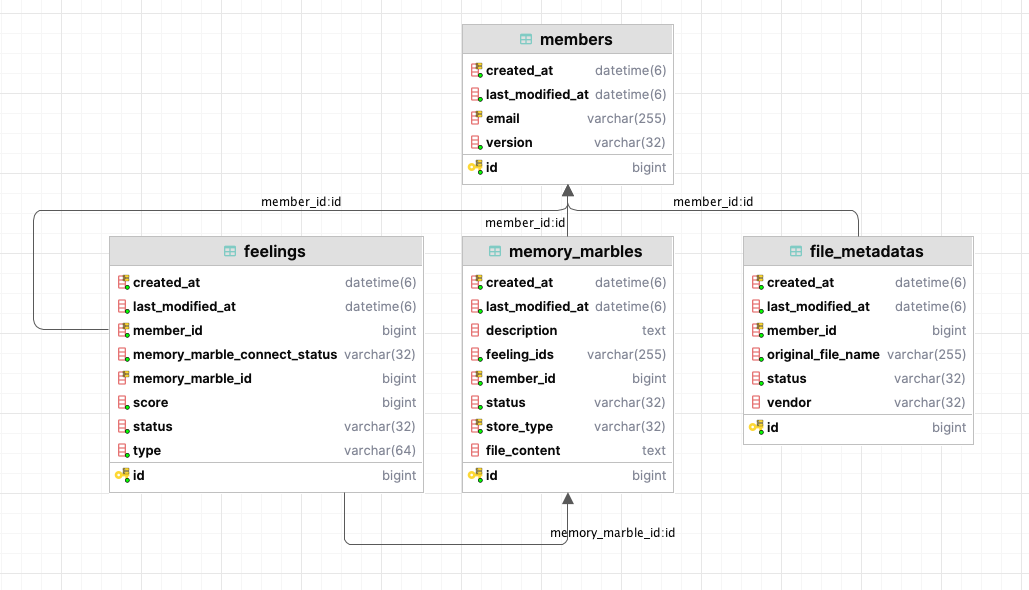 members
created_at datetime(6)
last_modified_at datetime(6)
email varchar(255)
version varchar(32)
id bigint
member_id:id
member_id:id
member_id:id
feelings
created_at datetime(6)
last_modified_at datetime(6)
member_id bigint
memory_marble_connect_status varchar(32)
memory_marble_id bigint
score bigint
status varchar(32)
type varchar(64)
id bigint
memory_marbles
created_at datetime(6)
last_modified_at datetime(6)
description text
feeling_ids varchar(255)
member_id bigint
status varchar(32)
store_type varchar(32)
file_content text
id bigint
file_metadatas
created_at datetime(6)
last_modified_at datetime(6)
member_id bigint
original_file_name varchar(255)
status varchar(32)
vendor varchar(32)
id bigint
memory_marble_id:id